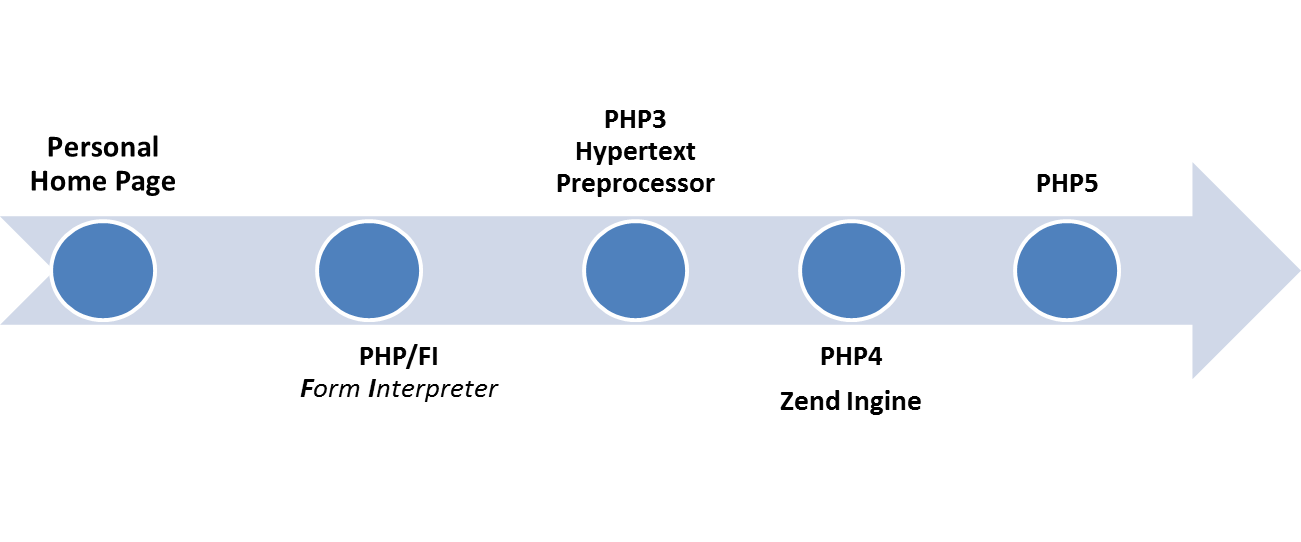 Personal
Home Page
PHP/FI
Form Interpreter
PHP3
Hypertext
Preprocessor
PHP4
Zend Ingine
PHP5